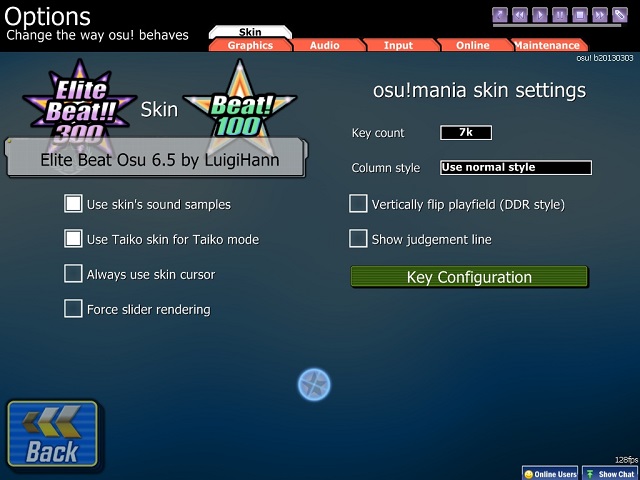 Options
Change the way osu! behaves
Skin
Graphics
Audio
Input
Online
Maintenance
osu! b20130303
Elite
Beat!!
300
Skin
Beat!
100
Elite Beat Osu 6.5 by LuigiHann
Use skin's sound samples
Use Taiko skin for Taiko mode
Always use skin cursor
Force slider rendering
osu!mania skin settings
Key count
7k
Column style
Use normal style
Vertically flip playfield (DDR style)
Show judgement line
Key Configuration
Back
128fps
Online Users
Show Chat